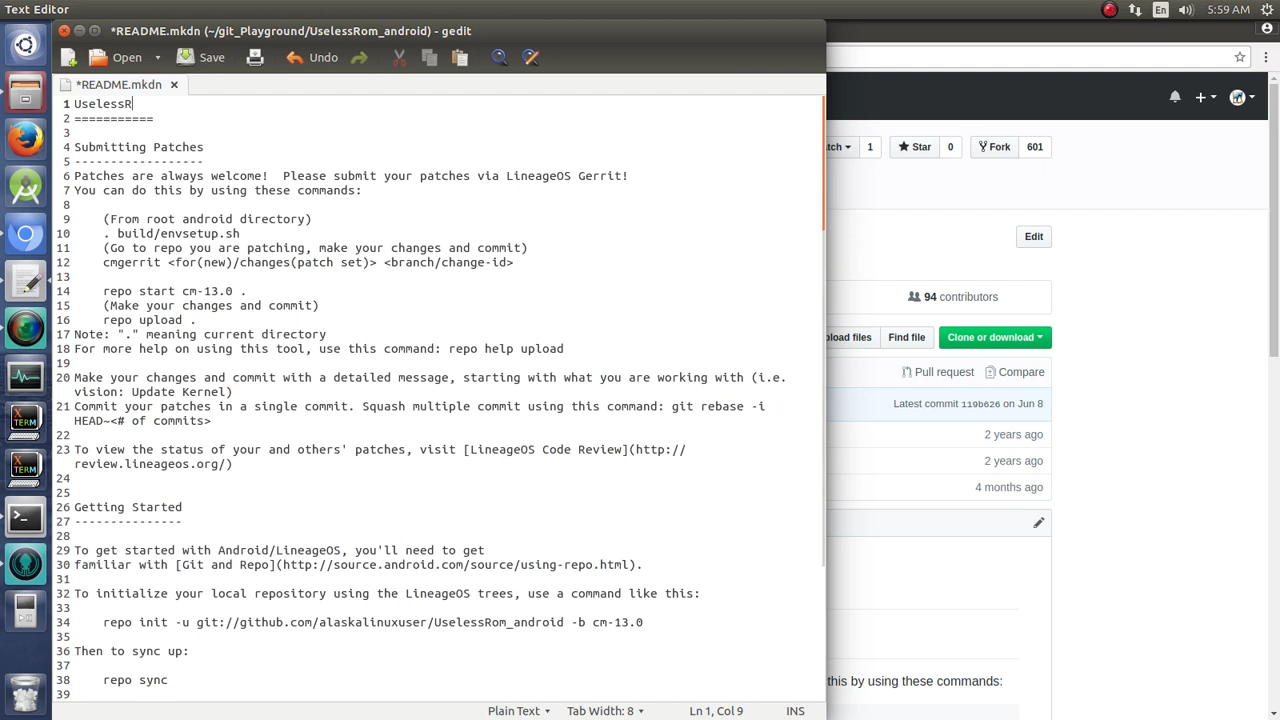 Text Editor
En
5:59 AM
*README.mkdn (~/git_Playground/UselessRom_android) - gedit
Open
Save
Undo
*README.mkdn
1 UselessR
2 ===========
3
4 Submitting Patches
5 ------------------
6 Patches are always welcome!  Please submit your patches via LineageOS Gerrit!
7 You can do this by using these commands:
8
9     (From root android directory)
10     . build/envsetup.sh
11     (Go to repo you are patching, make your changes and commit)
12     cmgerrit <for(new)/changes(patch set)> <branch/change-id>
13
14     repo start cm-13.0 .
15     (Make your changes and commit)
16     repo upload .
17 Note: "." meaning current directory
18 For more help on using this tool, use this command: repo help upload
19
20 Make your changes and commit with a detailed message, starting with what you are working with (i.e.
vision: Update Kernel)
21 Commit your patches in a single commit. Squash multiple commit using this command: git rebase -i
HEAD~<# of commits>
22
23 To view the status of your and others' patches, visit [LineageOS Code Review](http://
review.lineageos.org/)
24
25
26 Getting Started
27 ---------------
28
29 To get started with Android/LineageOS, you'll need to get
30 familiar with [Git and Repo](http://source.android.com/source/using-repo.html).
31
32 To initialize your local repository using the LineageOS trees, use a command like this:
33
34     repo init -u git://github.com/alaskalinuxuser/UselessRom_android -b cm-13.0
35
36 Then to sync up:
37
38     repo sync
39
Plain Text
Tab Width: 8
Ln 1, Col 9
INS
tch
1
Star
0
Fork
601
Edit
94 contributors
pload files
Find file
Clone or download
Pull request
Compare
Latest commit 119b626 on Jun 8
2 years ago
2 years ago
4 months ago
this by using these commands:
XTERM
XTERM